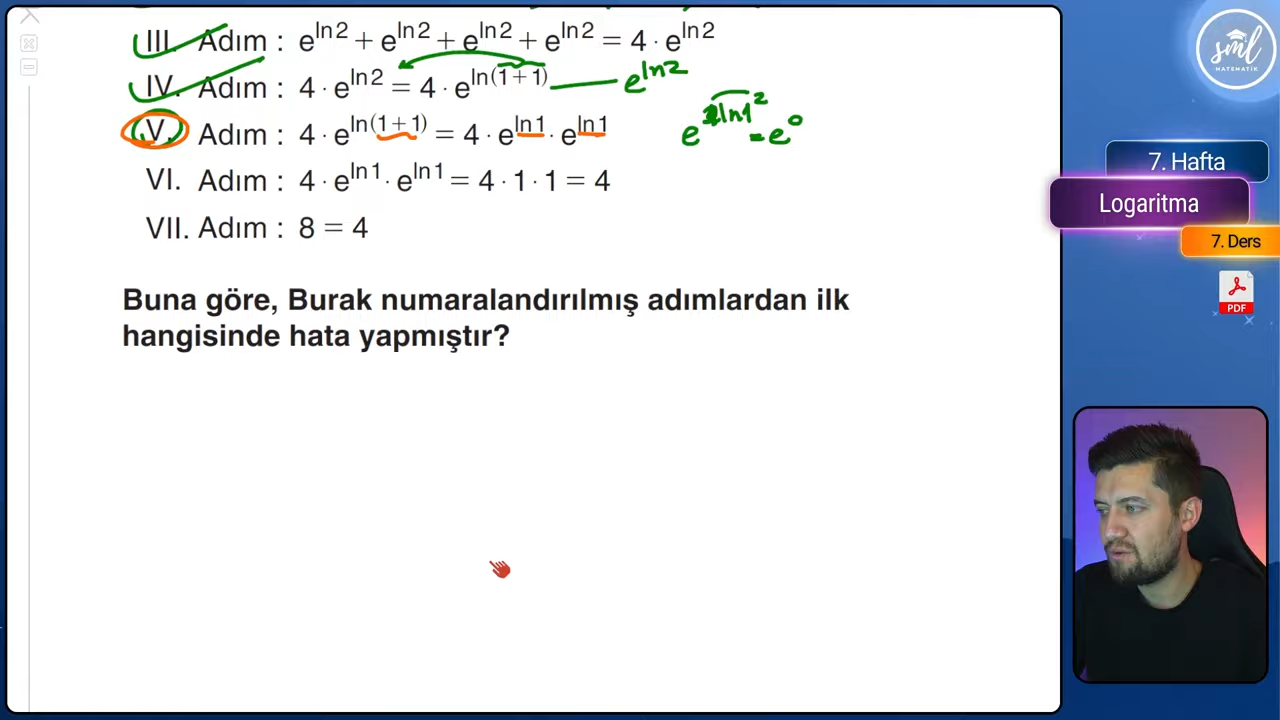 III. Adım : e^ln2 + e^ln2 + e^ln2 + e^ln2 = 4 · e^ln2
IV. Adım : 4 · e^ln2 = 4 · e^ln(1+1) e^ln2
V. Adım : 4 · e^ln(1+1) = 4 · e^ln1 · e^ln1
VI. Adım : 4 · e^ln1 · e^ln1 = 4 · 1 · 1 = 4
VII. Adım : 8 = 4
Buna göre, Burak numaralandırılmış adımlardan ilk
hangisinde hata yapmıştır?
sml
MATEMATİK
7. Hafta
Logaritma
7. Ders
PDF